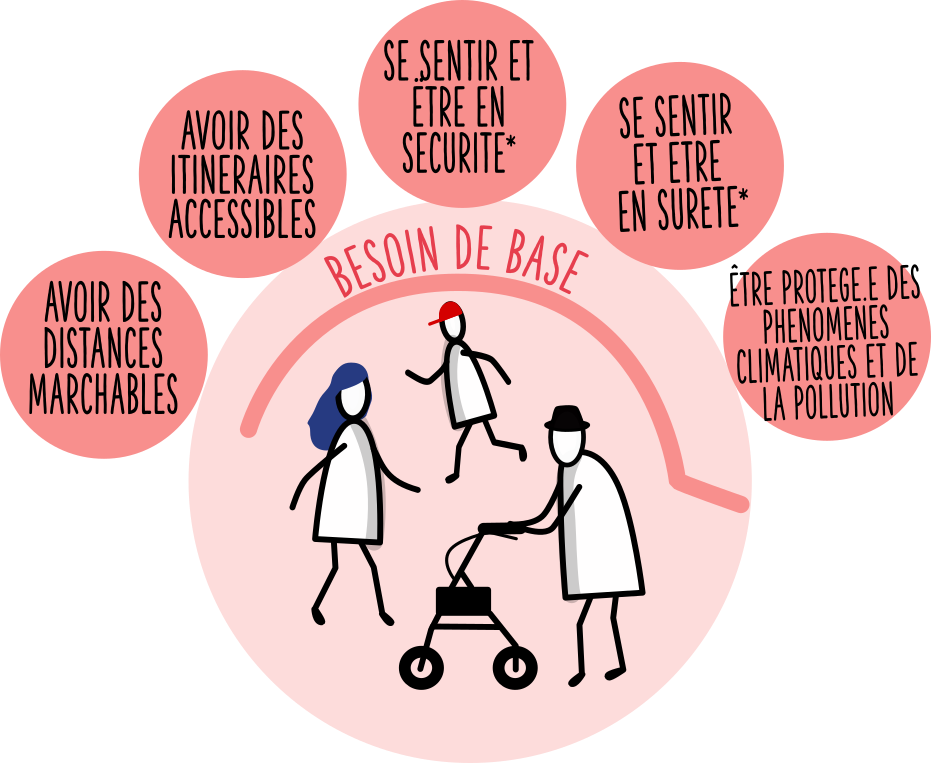 SE SENTIR ET
ÊTRE EN
SECURITE*
AVOIR DES
ITINERAIRES
ACCESSIBLES
SE SENTIR
ET ETRE
EN SURETE*
AVOIR DES
DISTANCES
MARCHABLES
ÊTRE PROTEGE.E DES
PHENOMENES
CLIMATIQUES ET DE
LA POLLUTION
BESOIN DE BASE